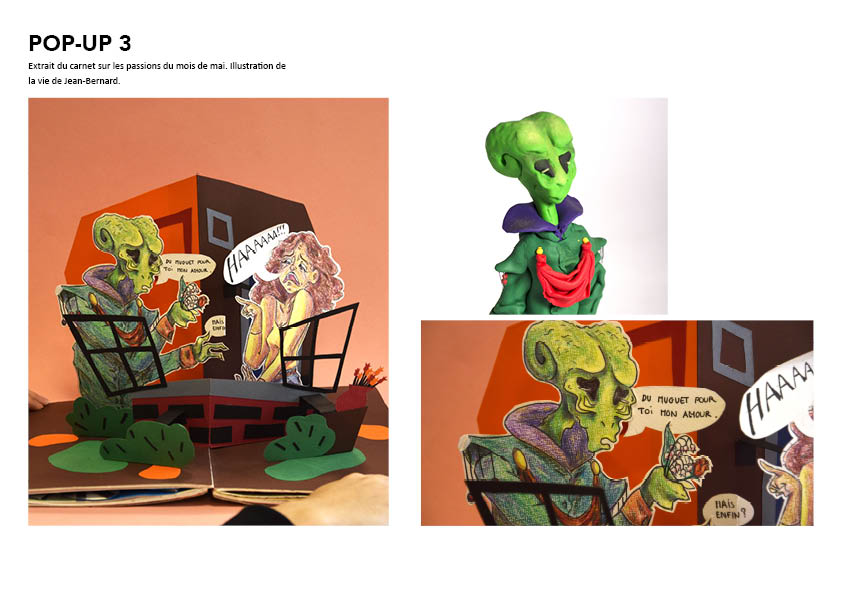 POP-UP 3
Extrait du carnet sur les passions du mois de mai. Illustration de
la vie de Jean-Bernard.
DU MUGUET POUR
TOI MON AMOUR.
HAAAAAA!!!
MAIS
ENFIN
DU MUGUET POUR
TOI MON AMOUR.
HAAAA
MAIS
ENFIN?